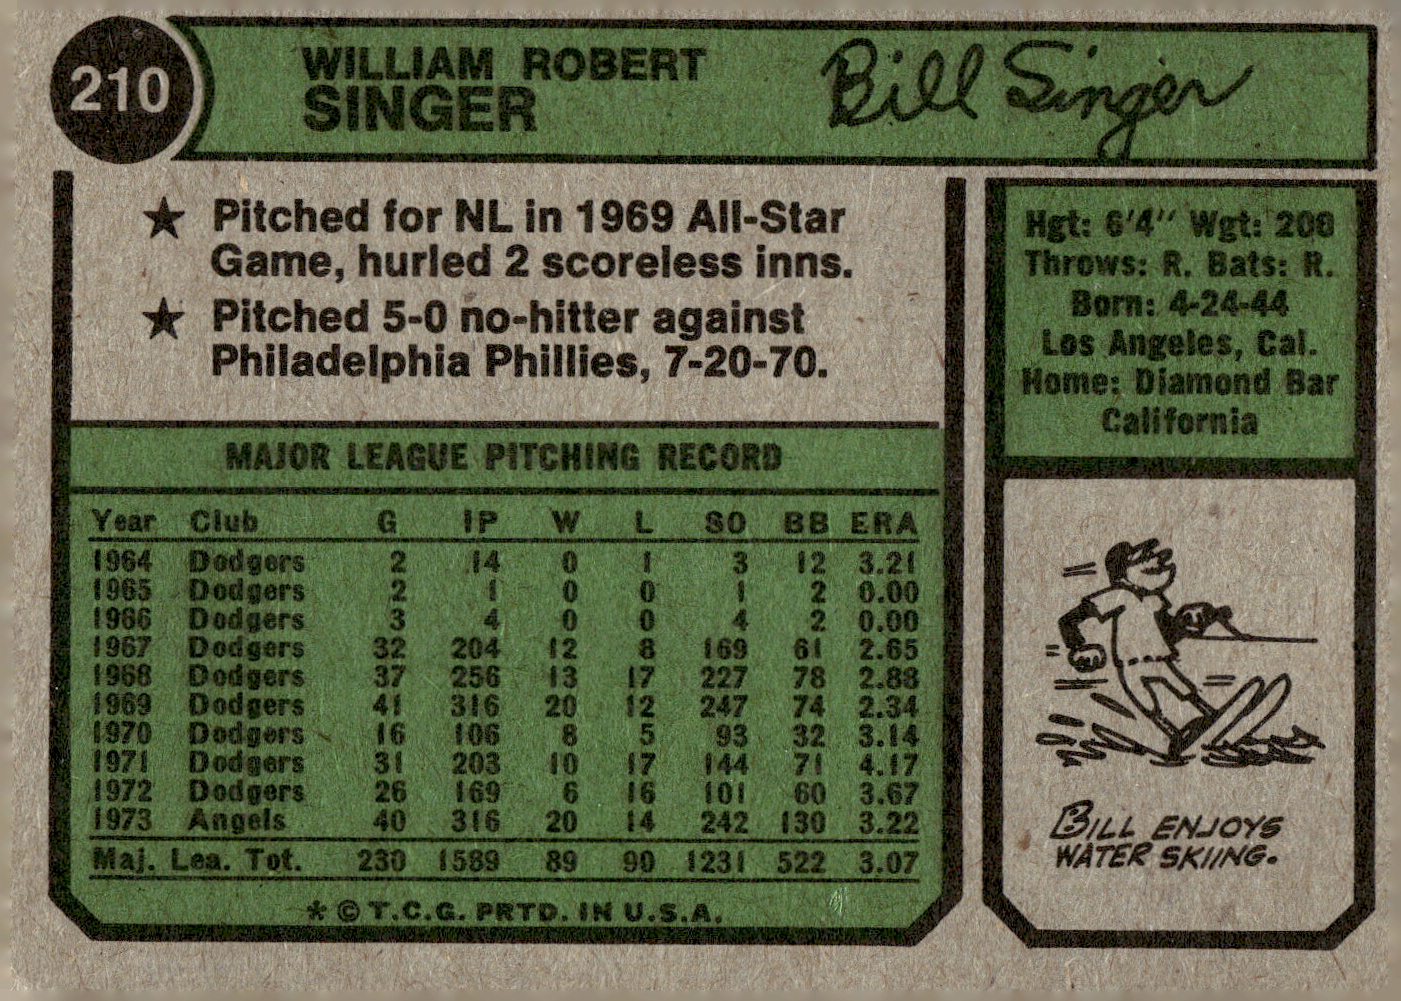 210
WILLIAM ROBERT
SINGER
Bill Singer
★ Pitched for NL in 1969 All-Star
Game, hurled 2 scoreless inns.
★ Pitched 5-0 no-hitter against
Philadelphia Phillies, 7-20-70.
Hgt: 6'4" Wgt: 200
Throws: R. Bats: R.
Born: 4-24-44
Los Angeles, Cal.
Home: Diamond Bar
California
MAJOR LEAGUE PITCHING RECORD
Year Club G IP W L SO BB ERA
1964 Dodgers 2 14 0 1 3 12 3.21
1965 Dodgers 2 1 0 0 1 2 0.00
1966 Dodgers 3 4 0 0 4 2 0.00
1967 Dodgers 32 204 12 8 169 61 2.65
1968 Dodgers 37 256 13 17 227 78 2.88
1969 Dodgers 41 316 20 12 247 74 2.34
1970 Dodgers 16 106 8 5 93 32 3.14
1971 Dodgers 31 203 10 17 144 71 4.17
1972 Dodgers 26 169 6 16 101 60 3.67
1973 Angels 40 316 20 14 242 130 3.22
Maj. Lea. Tot. 230 1589 89 90 1231 522 3.07
* © T.C.G. PRTD. IN U.S.A.
BILL ENJOYS
WATER SKIING.